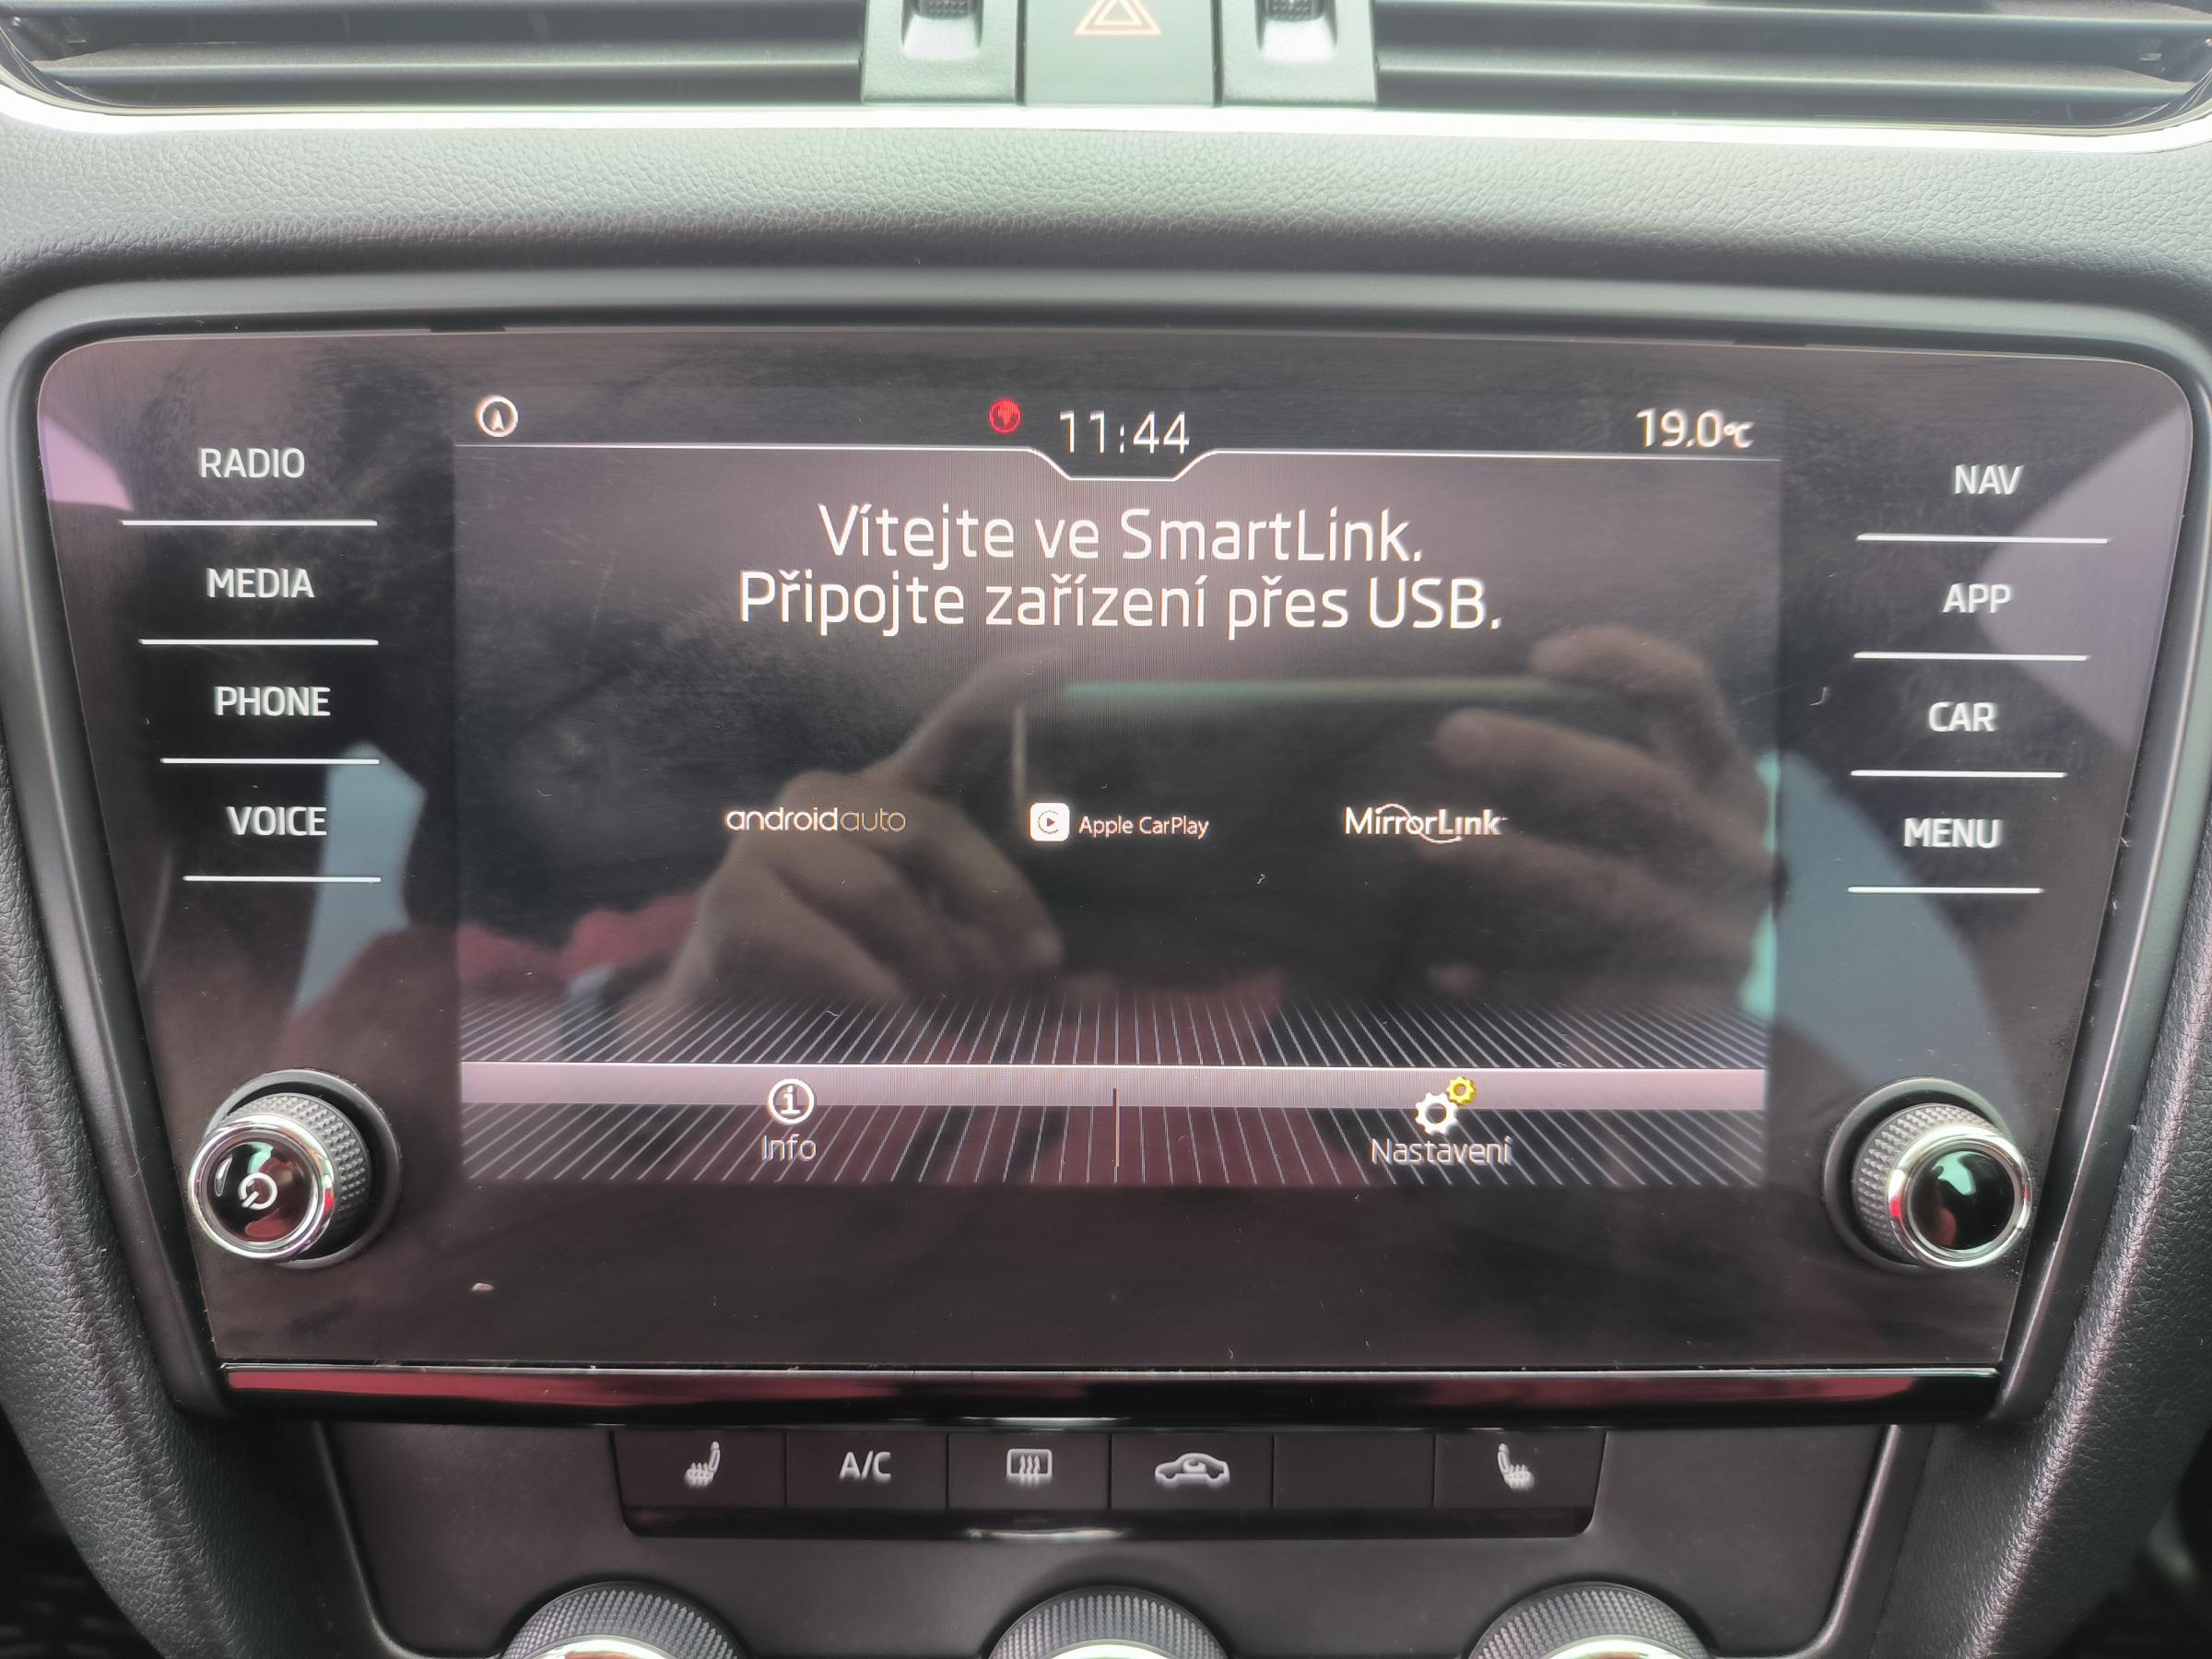 11:44
19.0°C
RADIO
MEDIA
PHONE
VOICE
Vítejte ve SmartLink.
Připojte zařízení přes USB.
androidauto
Apple CarPlay
MirrorLink
Info
Nastavení
NAV
APP
CAR
MENU
A/C